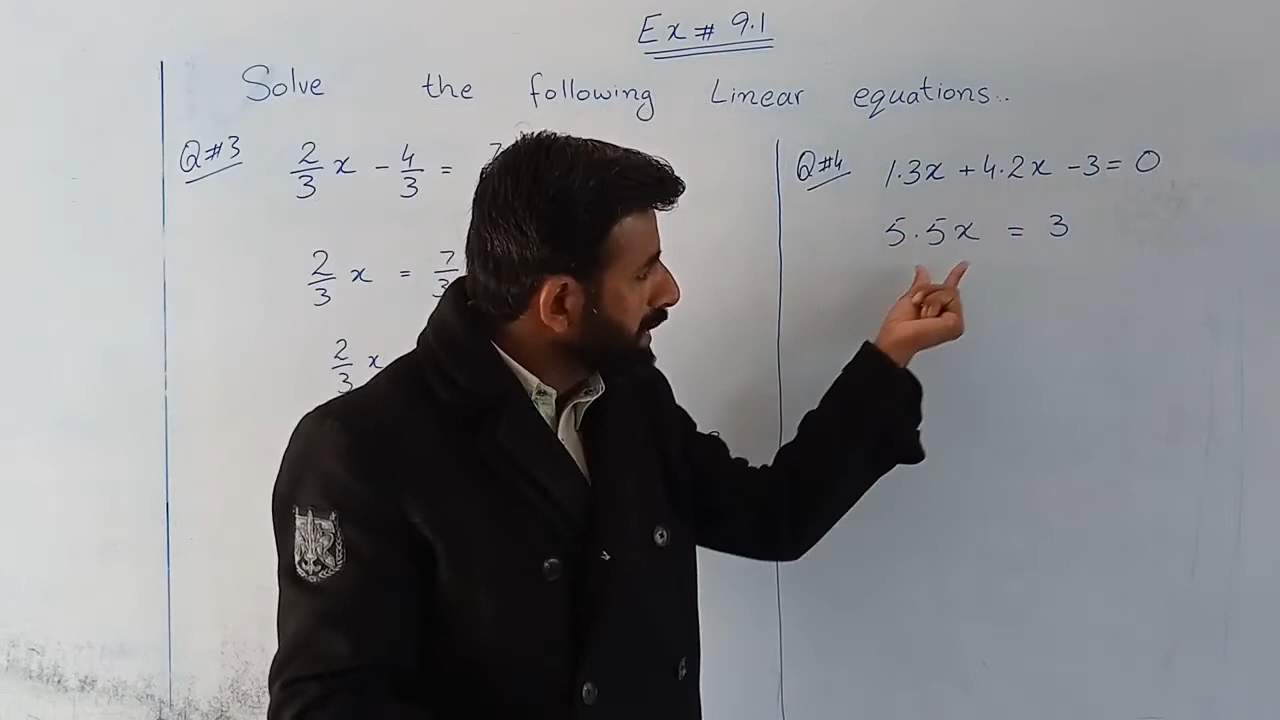 Ex # 9.1
Solve the following Linear equations..
Q#3 2/3 x - 4/3 = 7
2/3 x = 7/3
2/3 x
Q#4 1.3x + 4.2x - 3 = 0
5.5x = 3